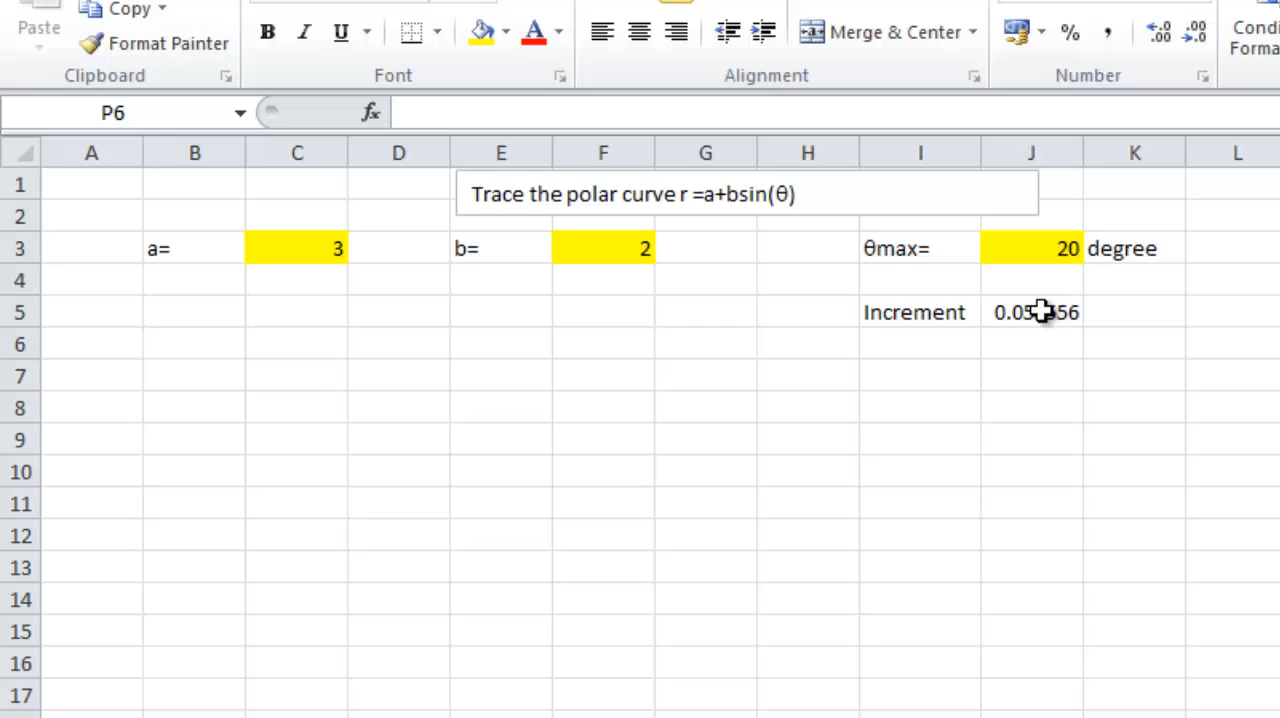 Paste
Copy
Format Painter
Clipboard
B I U
A
Font
Merge & Center
Alignment
% , .00 .00
Number
P6
fx
A B C D E F G H I J K L
1
Trace the polar curve r =a+bsin(θ)
2
3 a= 3 b= 2 θmax= 20 degree
4
5 Increment
6
7
8
9
10
11
12
13
14
15
16
17